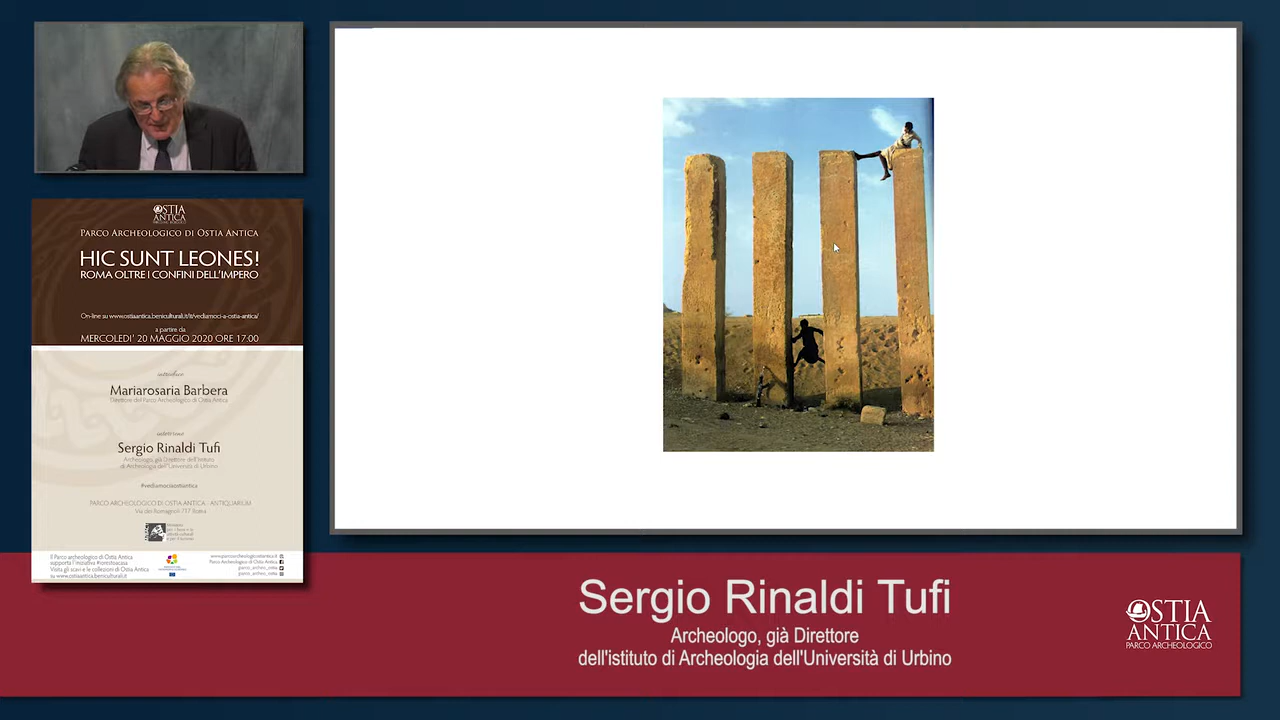 OSTIA
ANTICA
PARCO ARCHEOLOGICO DI OSTIA ANTICA
HIC SUNT LEONES!
ROMA OLTRE I CONFINI DELL'IMPERO
On-line su www.ostiaantica.beniculturali.it/it/vediamoci-a-ostia-antica/
a partire da
MERCOLEDI' 20 MAGGIO 2020 ORE 17:00
introduce
Mariarosaria Barbera
Direttore del Parco Archeologico di Ostia Antica
interviene
Sergio Rinaldi Tufi
Archeologo, già Direttore dell'Istituto
di Archeologia dell'Università di Urbino
#vediamociaostiantica
PARCO ARCHEOLOGICO DI OSTIA ANTICA - ANTIQUARIUM
Via dei Romagnoli 717 Roma
Il Parco archeologico di Ostia Antica
supporta l'iniziativa #iorestoacasa
Visita gli scavi e le collezioni di Ostia Antica
su www.ostiaantica.beniculturali.it
www.parcoarcheologicostiantica.it
Parco Archeologico di Ostia Antica
parco_archeo_ostia
parco_archeo_ostia
Sergio Rinaldi Tufi
Archeologo, già Direttore
dell'istituto di Archeologia dell'Università di Urbino
OSTIA
ANTICA
PARCO ARCHEOLOGICO